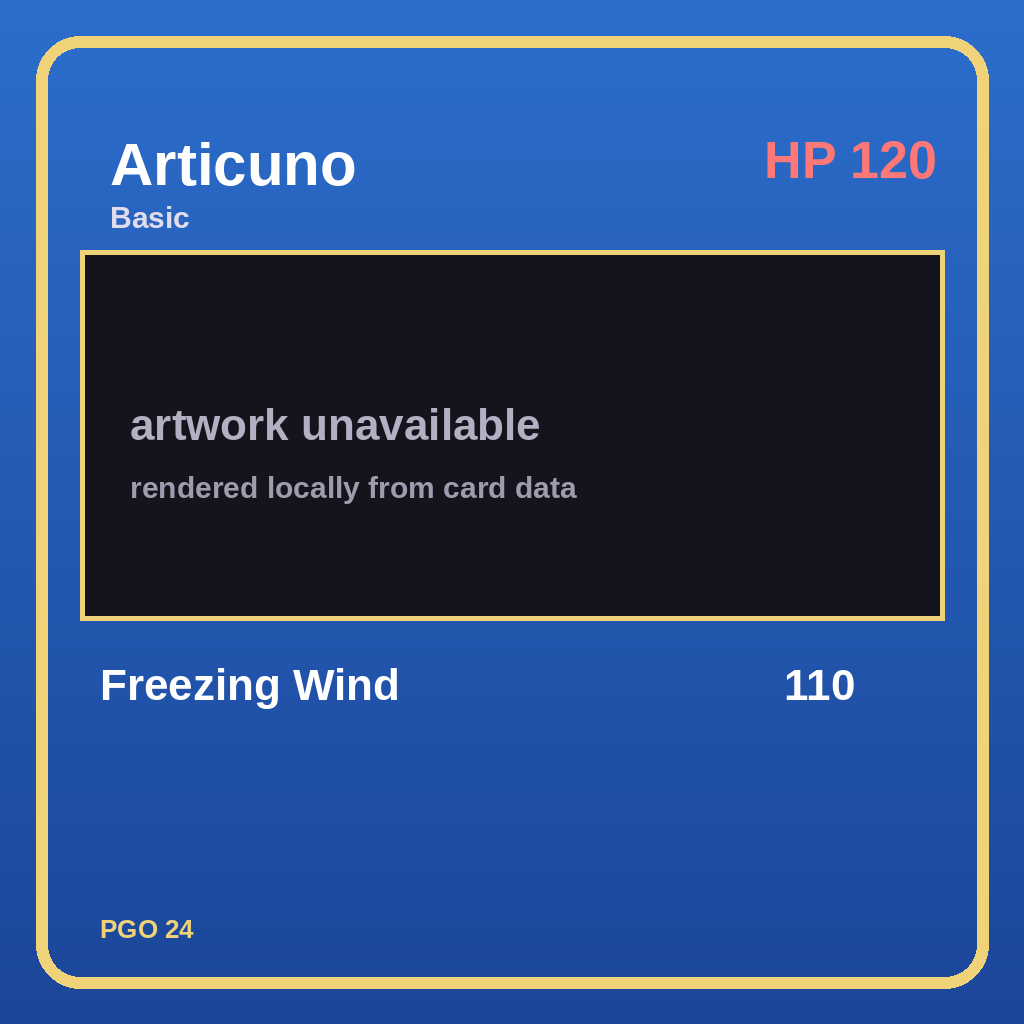 Articuno
HP 120
Basic
artwork unavailable
rendered locally from card data
Freezing Wind
110
PGO 24